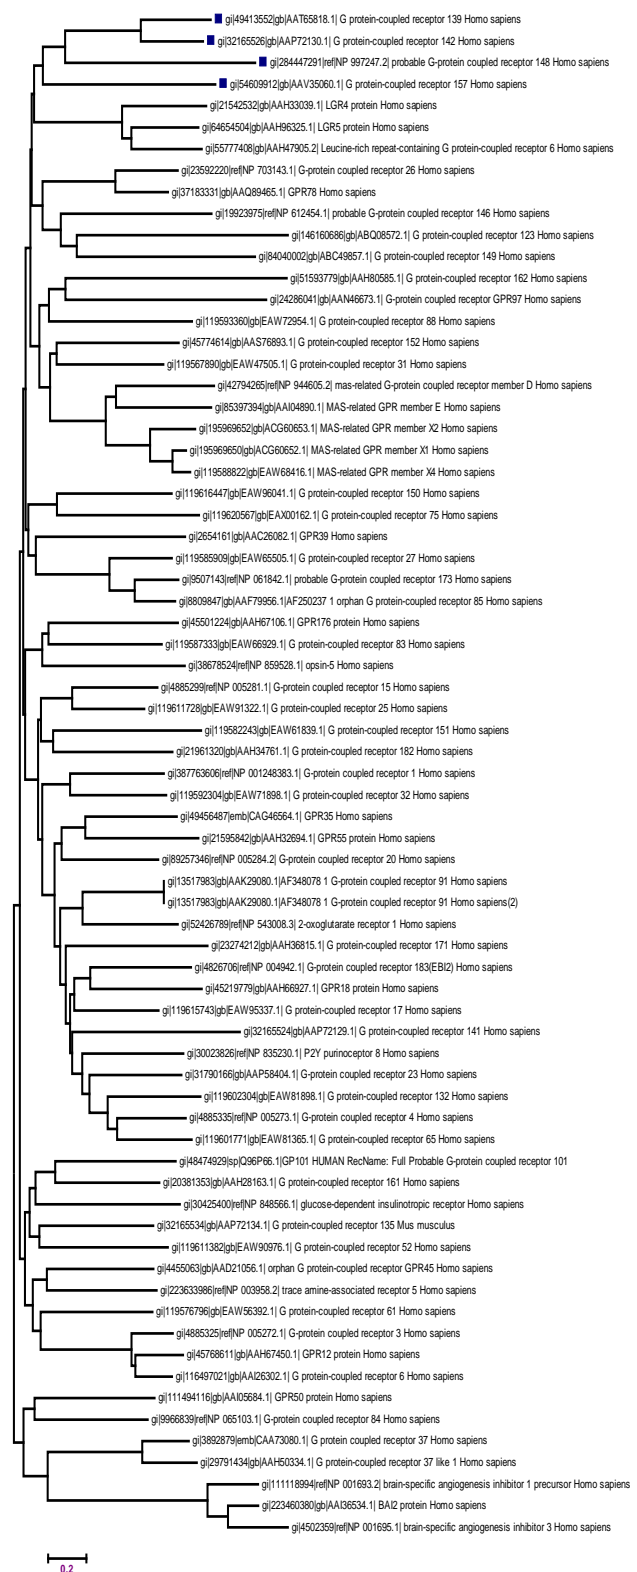 gi|49413552|gb|AAT65818.1| G protein-coupled receptor 139 Homo sapiens
gi|32165526|gb|AAP72130.1| G protein-coupled receptor 142 Homo sapiens
gi|284447291|ref|NP 997247.2| probable G-protein coupled receptor 148 Homo sapiens
gi|54609912|gb|AAV35060.1| G protein-coupled receptor 157 Homo sapiens
gi|21542532|gb|AAH33039.1| LGR4 protein Homo sapiens
gi|64654504|gb|AAH96325.1| LGR5 protein Homo sapiens
gi|55777408|gb|AAH47905.2| Leucine-rich repeat-containing G protein-coupled receptor 6 Homo sapiens
gi|23592220|ref|NP 703143.1| G-protein coupled receptor 26 Homo sapiens
gi|37183331|gb|AAQ89465.1| GPR78 Homo sapiens
gi|19923975|ref|NP 612454.1| probable G-protein coupled receptor 146 Homo sapiens
gi|146160686|gb|ABQ08572.1| G protein-coupled receptor 123 Homo sapiens
gi|84040002|gb|ABC49857.1| G protein-coupled receptor 149 Homo sapiens
gi|51593779|gb|AAH80585.1| G protein-coupled receptor 162 Homo sapiens
gi|24286041|gb|AAN46673.1| G-protein coupled receptor GPR97 Homo sapiens
gi|119593360|gb|EAW72954.1| G protein-coupled receptor 88 Homo sapiens
gi|45774614|gb|AAS76893.1| G protein-coupled receptor 152 Homo sapiens
gi|119567890|gb|EAW47505.1| G protein-coupled receptor 31 Homo sapiens
gi|42794265|ref|NP 944605.2| mas-related G-protein coupled receptor member D Homo sapiens
gi|85397394|gb|AAI04890.1| MAS-related GPR member E Homo sapiens
gi|195969652|gb|ACG60653.1| MAS-related GPR member X2 Homo sapiens
gi|195969650|gb|ACG60652.1| MAS-related GPR member X1 Homo sapiens
gi|119588822|gb|EAW68416.1| MAS-related GPR member X4 Homo sapiens
gi|119616447|gb|EAW96041.1| G protein-coupled receptor 150 Homo sapiens
gi|119620567|gb|EAX00162.1| G protein-coupled receptor 75 Homo sapiens
gi|2654161|gb|AAC26082.1| GPR39 Homo sapiens
gi|119585909|gb|EAW65505.1| G protein-coupled receptor 27 Homo sapiens
gi|9507143|ref|NP 061842.1| probable G-protein coupled receptor 173 Homo sapiens
gi|8809847|gb|AAF79956.1|AF250237 1 orphan G protein-coupled receptor 85 Homo sapiens
gi|45501224|gb|AAH67106.1| GPR176 protein Homo sapiens
gi|119587333|gb|EAW66929.1| G protein-coupled receptor 83 Homo sapiens
gi|38678524|ref|NP 859528.1| opsin-5 Homo sapiens
gi|4885299|ref|NP 005281.1| G-protein coupled receptor 15 Homo sapiens
gi|119611728|gb|EAW91322.1| G protein-coupled receptor 25 Homo sapiens
gi|119582243|gb|EAW61839.1| G protein-coupled receptor 151 Homo sapiens
gi|21961320|gb|AAH34761.1| G protein-coupled receptor 182 Homo sapiens
gi|387763606|ref|NP 001248383.1| G-protein coupled receptor 1 Homo sapiens
gi|119592304|gb|EAW71898.1| G protein-coupled receptor 32 Homo sapiens
gi|49456487|emb|CAG46564.1| GPR35 Homo sapiens
gi|21595842|gb|AAH32694.1| GPR55 protein Homo sapiens
gi|89257346|ref|NP 005284.2| G-protein coupled receptor 20 Homo sapiens
gi|13517983|gb|AAK29080.1|AF348078 1 G-protein coupled receptor 91 Homo sapiens
gi|13517983|gb|AAK29080.1|AF348078 1 G-protein coupled receptor 91 Homo sapiens(2)
gi|52426789|ref|NP 543008.3| 2-oxoglutarate receptor 1 Homo sapiens
gi|23274212|gb|AAH36815.1| G protein-coupled receptor 171 Homo sapiens
gi|4826706|ref|NP 004942.1| G-protein coupled receptor 183(EBI2) Homo sapiens
gi|45219779|gb|AAH66927.1| GPR18 protein Homo sapiens
gi|119615743|gb|EAW95337.1| G protein-coupled receptor 17 Homo sapiens
gi|32165524|gb|AAP72129.1| G protein-coupled receptor 141 Homo sapiens
gi|30023826|ref|NP 835230.1| P2Y purinoceptor 8 Homo sapiens
gi|31790166|gb|AAP58404.1| G-protein coupled receptor 23 Homo sapiens
gi|119602304|gb|EAW81898.1| G protein-coupled receptor 132 Homo sapiens
gi|4885335|ref|NP 005273.1| G-protein coupled receptor 4 Homo sapiens
gi|119601771|gb|EAW81365.1| G protein-coupled receptor 65 Homo sapiens
gi|48474929|sp|Q96P66.1|GP101 HUMAN RecName: Full Probable G-protein coupled receptor 101
gi|20381353|gb|AAH28163.1| G protein-coupled receptor 161 Homo sapiens
gi|30425400|ref|NP 848566.1| glucose-dependent insulinotropic receptor Homo sapiens
gi|32165534|gb|AAP72134.1| G protein-coupled receptor 135 Mus musculus
gi|119611382|gb|EAW90976.1| G protein-coupled receptor 52 Homo sapiens
gi|4455063|gb|AAD21056.1| orphan G protein-coupled receptor GPR45 Homo sapiens
gi|223633986|ref|NP 003958.2| trace amine-associated receptor 5 Homo sapiens
gi|119576796|gb|EAW56392.1| G protein-coupled receptor 61 Homo sapiens
gi|4885325|ref|NP 005272.1| G-protein coupled receptor 3 Homo sapiens
gi|45768611|gb|AAH67450.1| GPR12 protein Homo sapiens
gi|116497021|gb|AAI26302.1| G protein-coupled receptor 6 Homo sapiens
gi|111494116|gb|AAI05684.1| GPR50 protein Homo sapiens
gi|9966839|ref|NP 065103.1| G-protein coupled receptor 84 Homo sapiens
gi|3892879|emb|CAA73080.1| G protein-coupled receptor 37 Homo sapiens
gi|29791434|gb|AAH50334.1| G protein-coupled receptor 37 like 1 Homo sapiens
gi|111118994|ref|NP 001693.2| brain-specific angiogenesis inhibitor 1 precursor Homo sapiens
gi|223460380|gb|AAI36534.1| BAI2 protein Homo sapiens
gi|4502359|ref|NP 001695.1| brain-specific angiogenesis inhibitor 3 Homo sapiens
0.2